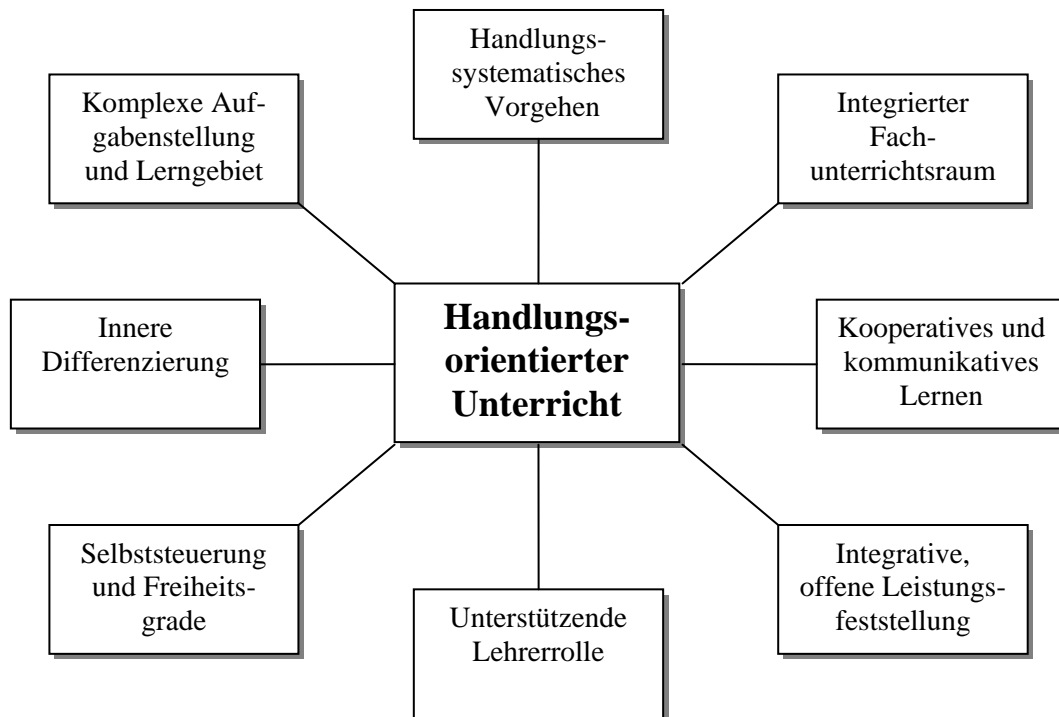 Handlungs-
systematisches
Vorgehen
Komplexe Auf-
gabenstellung
und Lerngebiet
Integrierter
Fach-
unterrichtsraum
Innere
Differenzierung
Handlungs-
orientierter
Unterricht
Kooperatives und
kommunikatives
Lernen
Selbststeuerung
und Freiheits-
grade
Unterstützende
Lehrerrolle
Integrative,
offene Leistungs-
feststellung